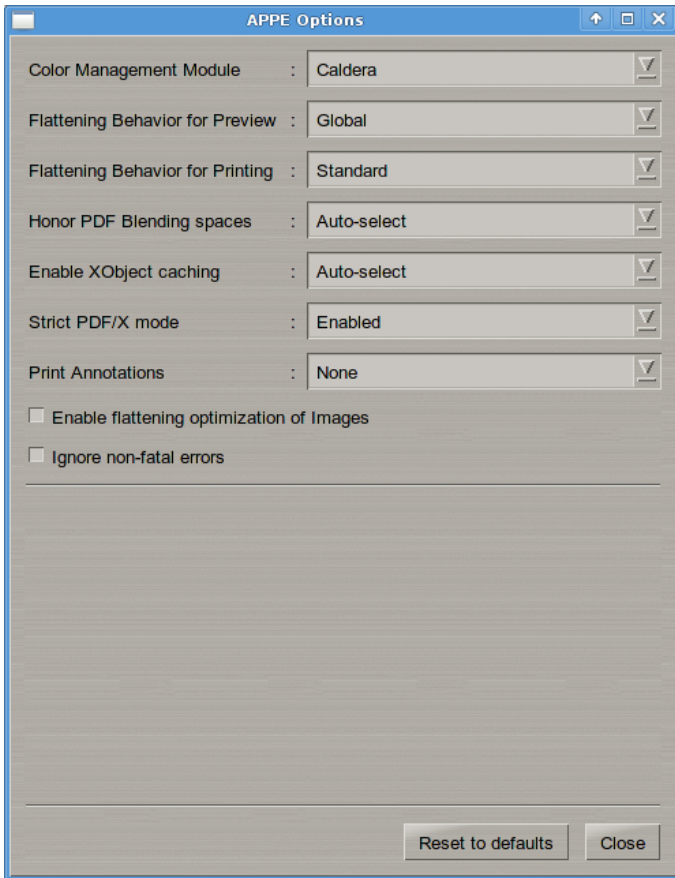 APPE Options
Color Management Module : Caldera
Flattening Behavior for Preview : Global
Flattening Behavior for Printing : Standard
Honor PDF Blending spaces : Auto-select
Enable XObject caching : Auto-select
Strict PDF/X mode : Enabled
Print Annotations : None
Enable flattening optimization of Images
Ignore non-fatal errors
Reset to defaults Close